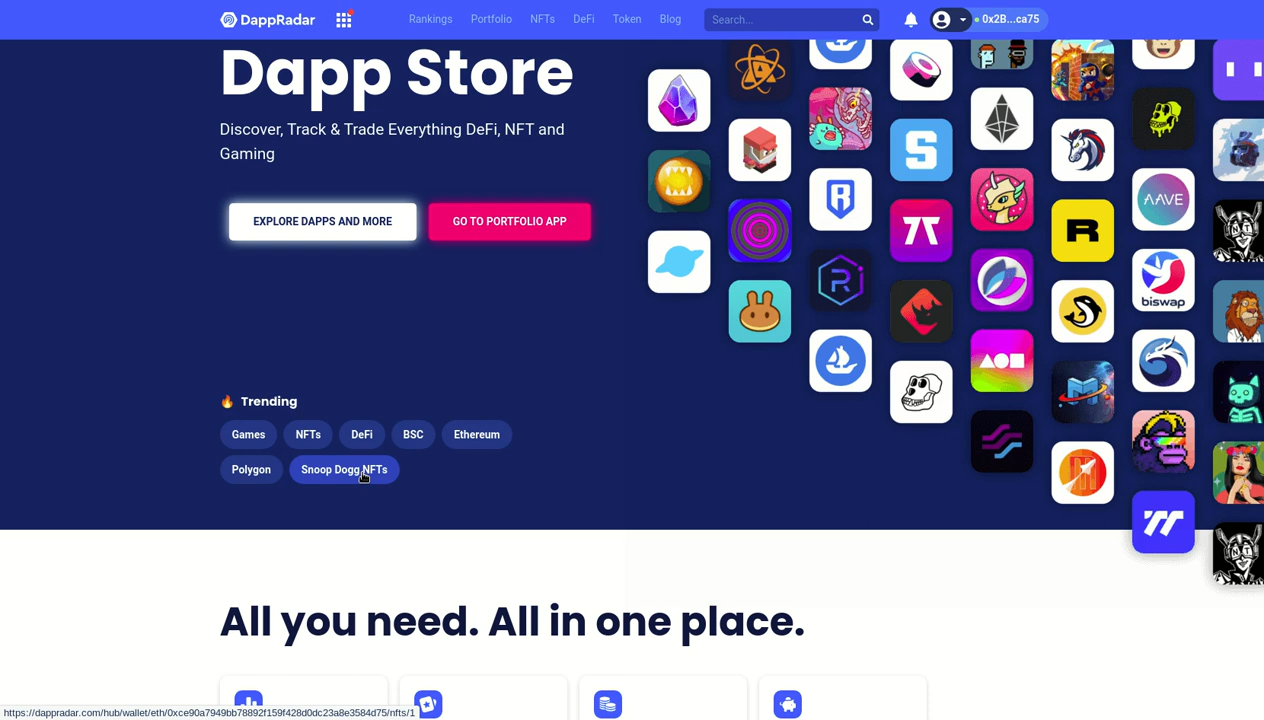 DappRadar
Rankings
Portfolio
NFTs
DeFi
Token
Blog
Search...
0x2B...ca75
Dapp Store
Discover, Track & Trade Everything DeFi, NFT and
Gaming
EXPLORE DAPPS AND MORE
GO TO PORTFOLIO APP
AAVE
biswap
🔥 Trending
Games
NFTs
DeFi
BSC
Ethereum
Polygon
Snoop Dogg NFTs
All you need. All in one place.
https://dappradar.com/hub/wallet/eth/0xce90a7949bb78892f159f428d0dc23a8e3584d75/nfts/1